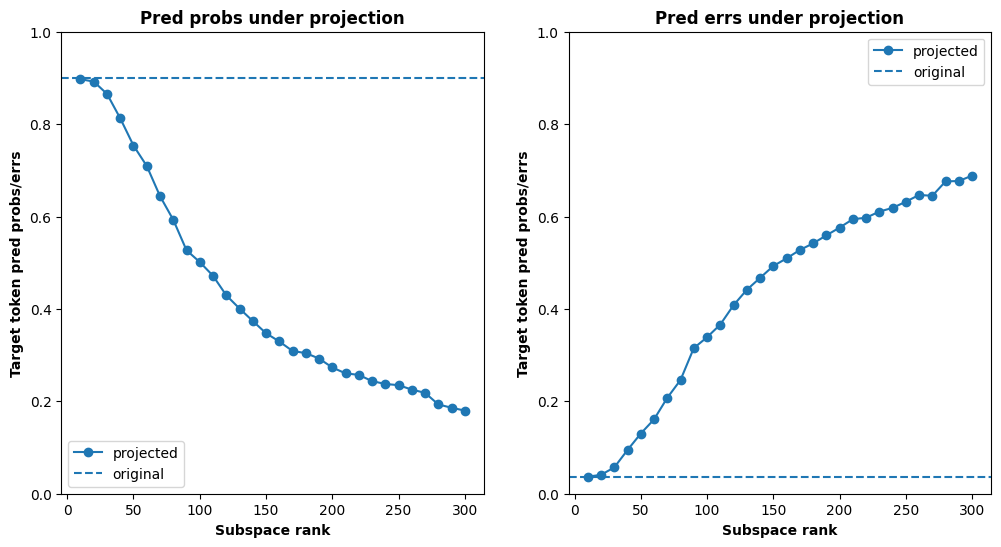 Pred probs under projection
Target token pred probs/errs
1.0
0.8
0.6
0.4
0.2
0.0
projected
original
0 50 100 150 200 250 300
Subspace rank
Pred errs under projection
Target token pred probs/errs
1.0
0.8
0.6
0.4
0.2
0.0
projected
original
0 50 100 150 200 250 300
Subspace rank